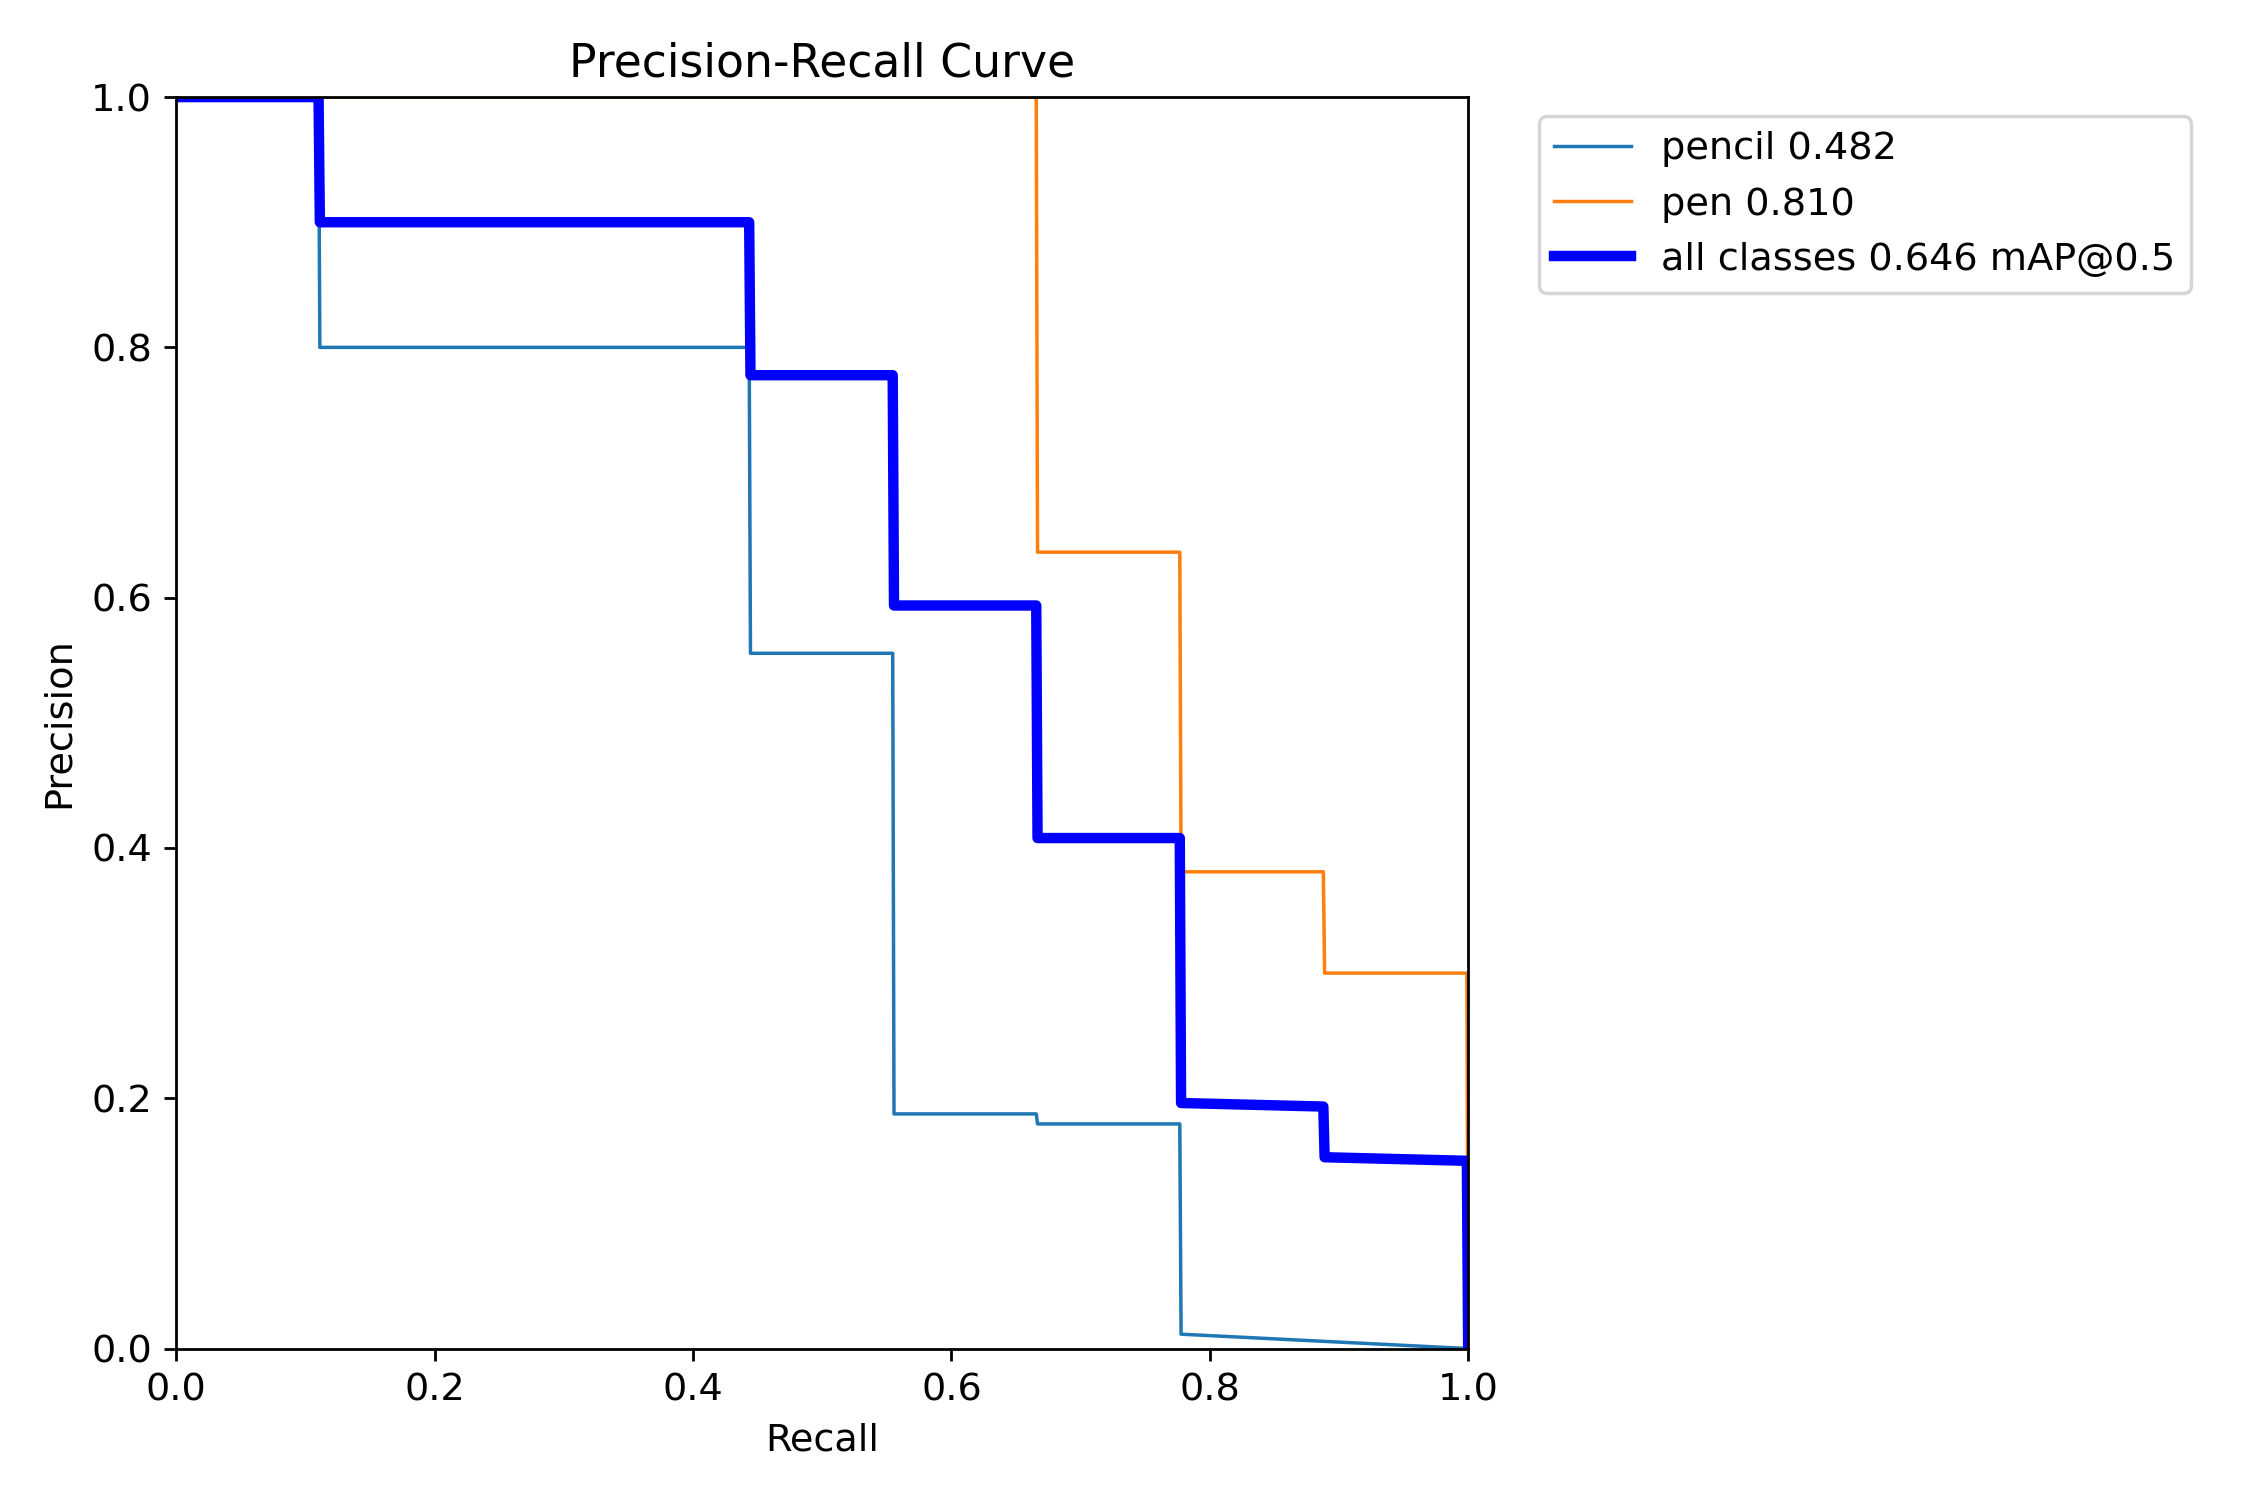 Precision-Recall Curve
pencil 0.482
pen 0.810
all classes 0.646 mAP@0.5
Precision
1.0
0.8
0.6
0.4
0.2
0.0
0.0 0.2 0.4 0.6 0.8 1.0
Recall